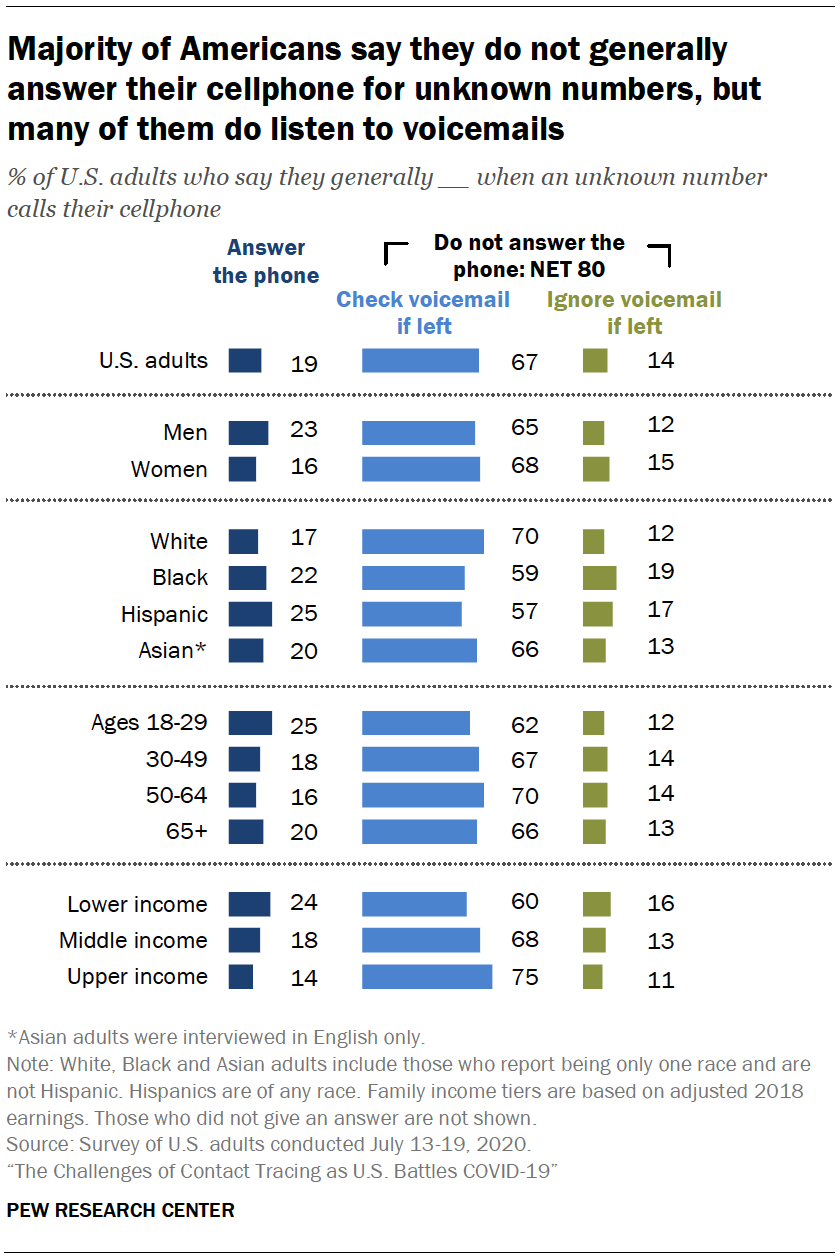 Majority of Americans say they do not generally
answer their cellphone for unknown numbers, but
many of them do listen to voicemails
% of U.S. adults who say they generally __ when an unknown number
calls their cellphone
Answer
the phone
Do not answer the
phone: NET 80
Check voicemail
if left
Ignore voicemail
if left
U.S. adults 19 67 14
Men 23 65 12
Women 16 68 15
White 17 70 12
Black 22 59 19
Hispanic 25 57 17
Asian* 20 66 13
Ages 18-29 25 62 12
30-49 18 67 14
50-64 16 70 14
65+ 20 66 13
Lower income 24 60 16
Middle income 18 68 13
Upper income 14 75 11
*Asian adults were interviewed in English only.
Note: White, Black and Asian adults include those who report being only one race and are
not Hispanic. Hispanics are of any race. Family income tiers are based on adjusted 2018
earnings. Those who did not give an answer are not shown.
Source: Survey of U.S. adults conducted July 13-19, 2020.
“The Challenges of Contact Tracing as U.S. Battles COVID-19”
PEW RESEARCH CENTER